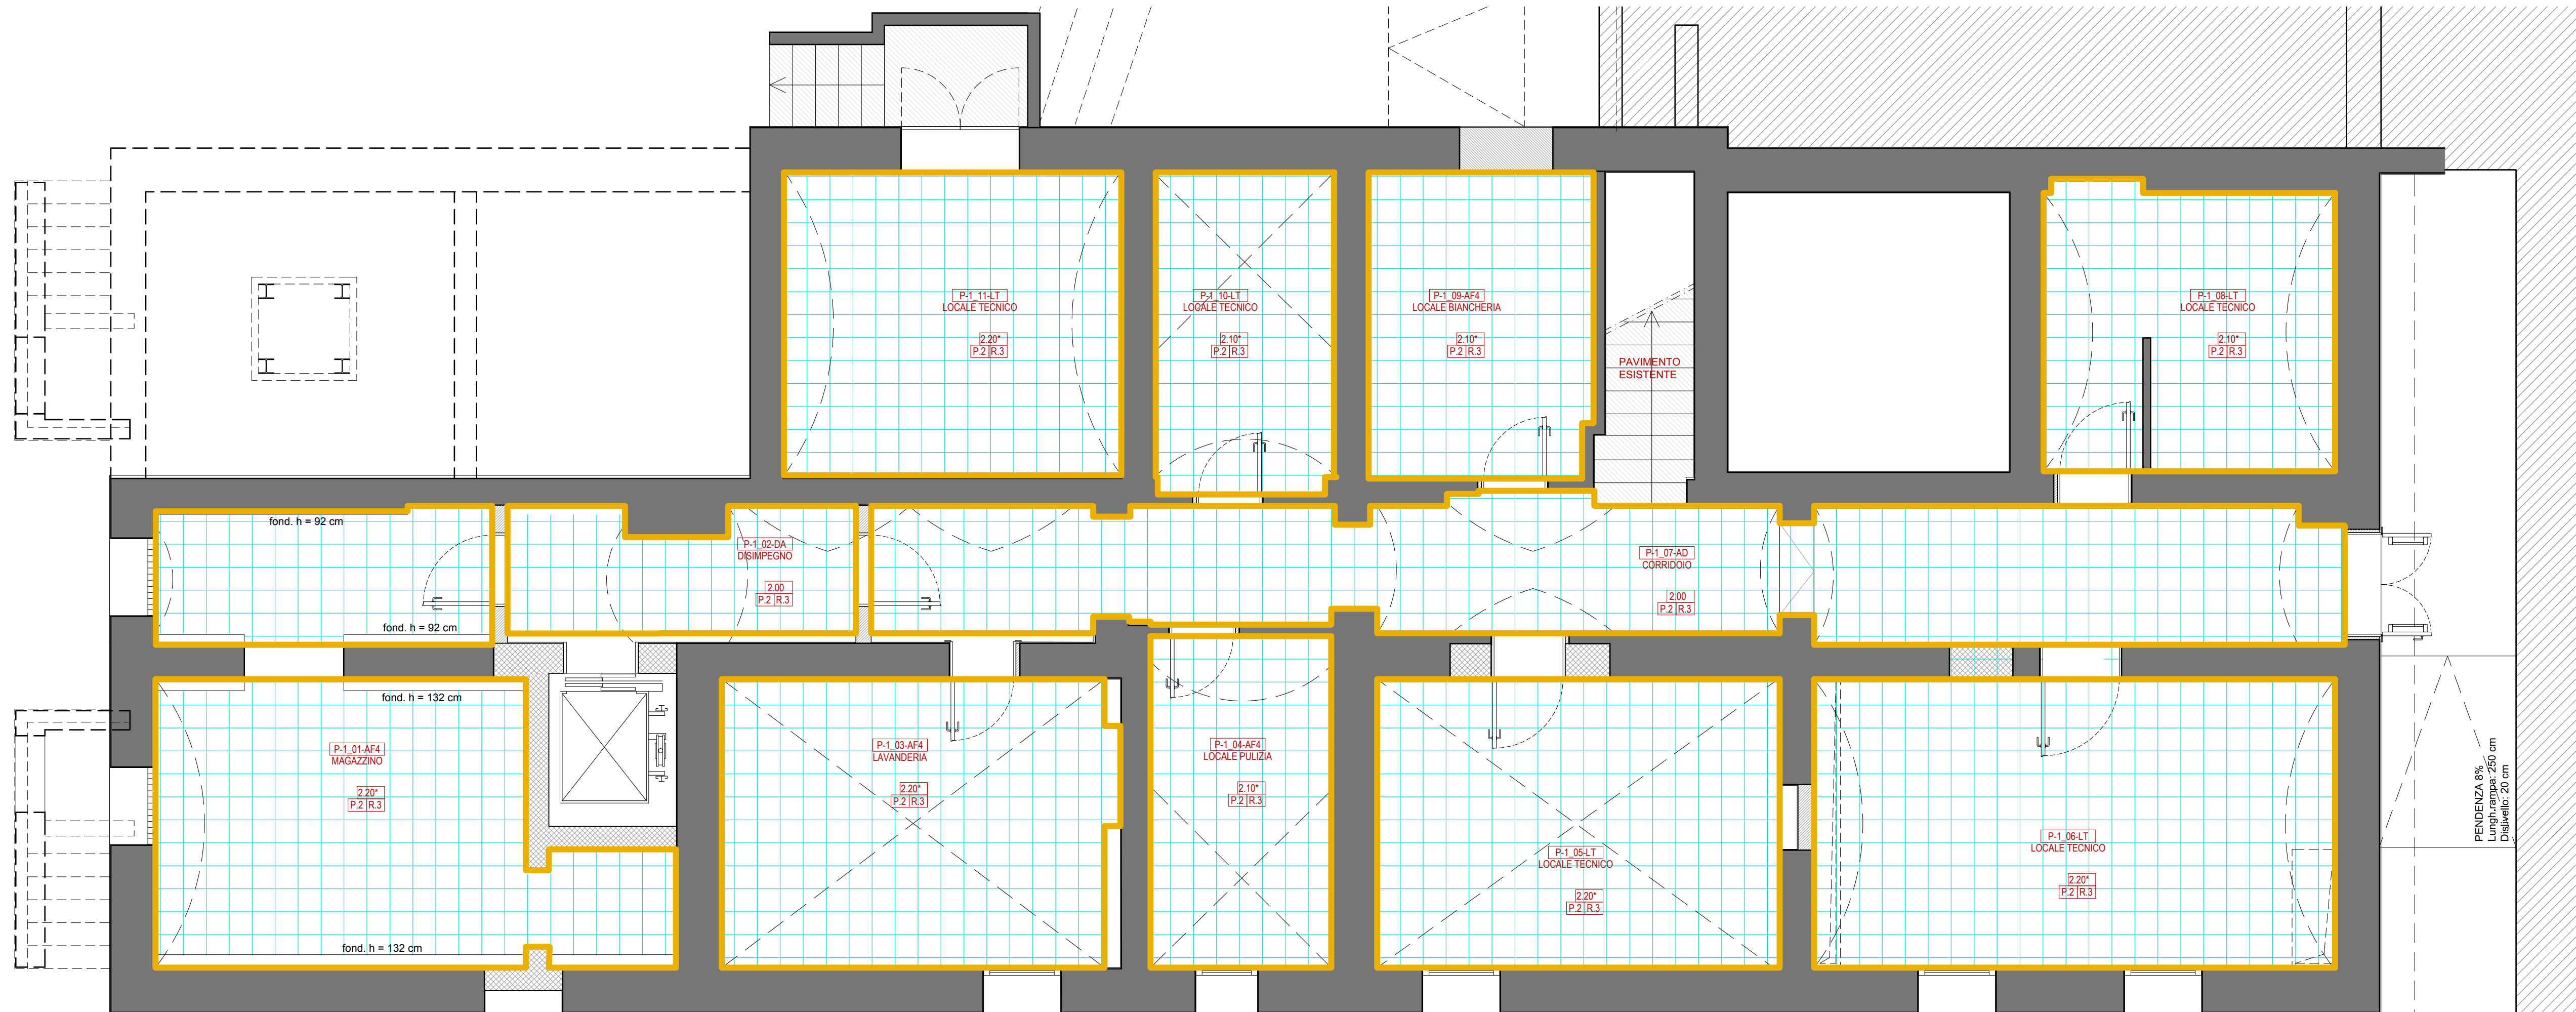 P-1_11-LT
LOCALE TECNICO
2.20*
P.2 R.3
P-1_10-LT
LOCALE TECNICO
2.10*
P.2 R.3
P-1_09-AF4
LOCALE BIANCHERIA
2.10*
P.2 R.3
PAVIMENTO
ESISTENTE
P-1_08-LT
LOCALE TECNICO
2.10*
P.2 R.3
fond. h = 92 cm
fond. h = 92 cm
P-1_02-DA
DISIMPEGNO
2.00
P.2 R.3
P-1_07-AD
CORRIDOIO
2.00
P.2 R.3
fond. h = 132 cm
P-1_01-AF4
MAGAZZINO
2.20*
P.2 R.3
fond. h = 132 cm
P-1_03-AF4
LAVANDERIA
2.20*
P.2 R.3
P-1_04-AF4
LOCALE PULIZIA
2.10*
P.2 R.3
P-1_05-LT
LOCALE TECNICO
2.20*
P.2 R.3
P-1_06-LT
LOCALE TECNICO
2.20*
P.2 R.3
PENDENZA 8%
Lungh.rampa: 250 cm
Dislivello: 20 cm